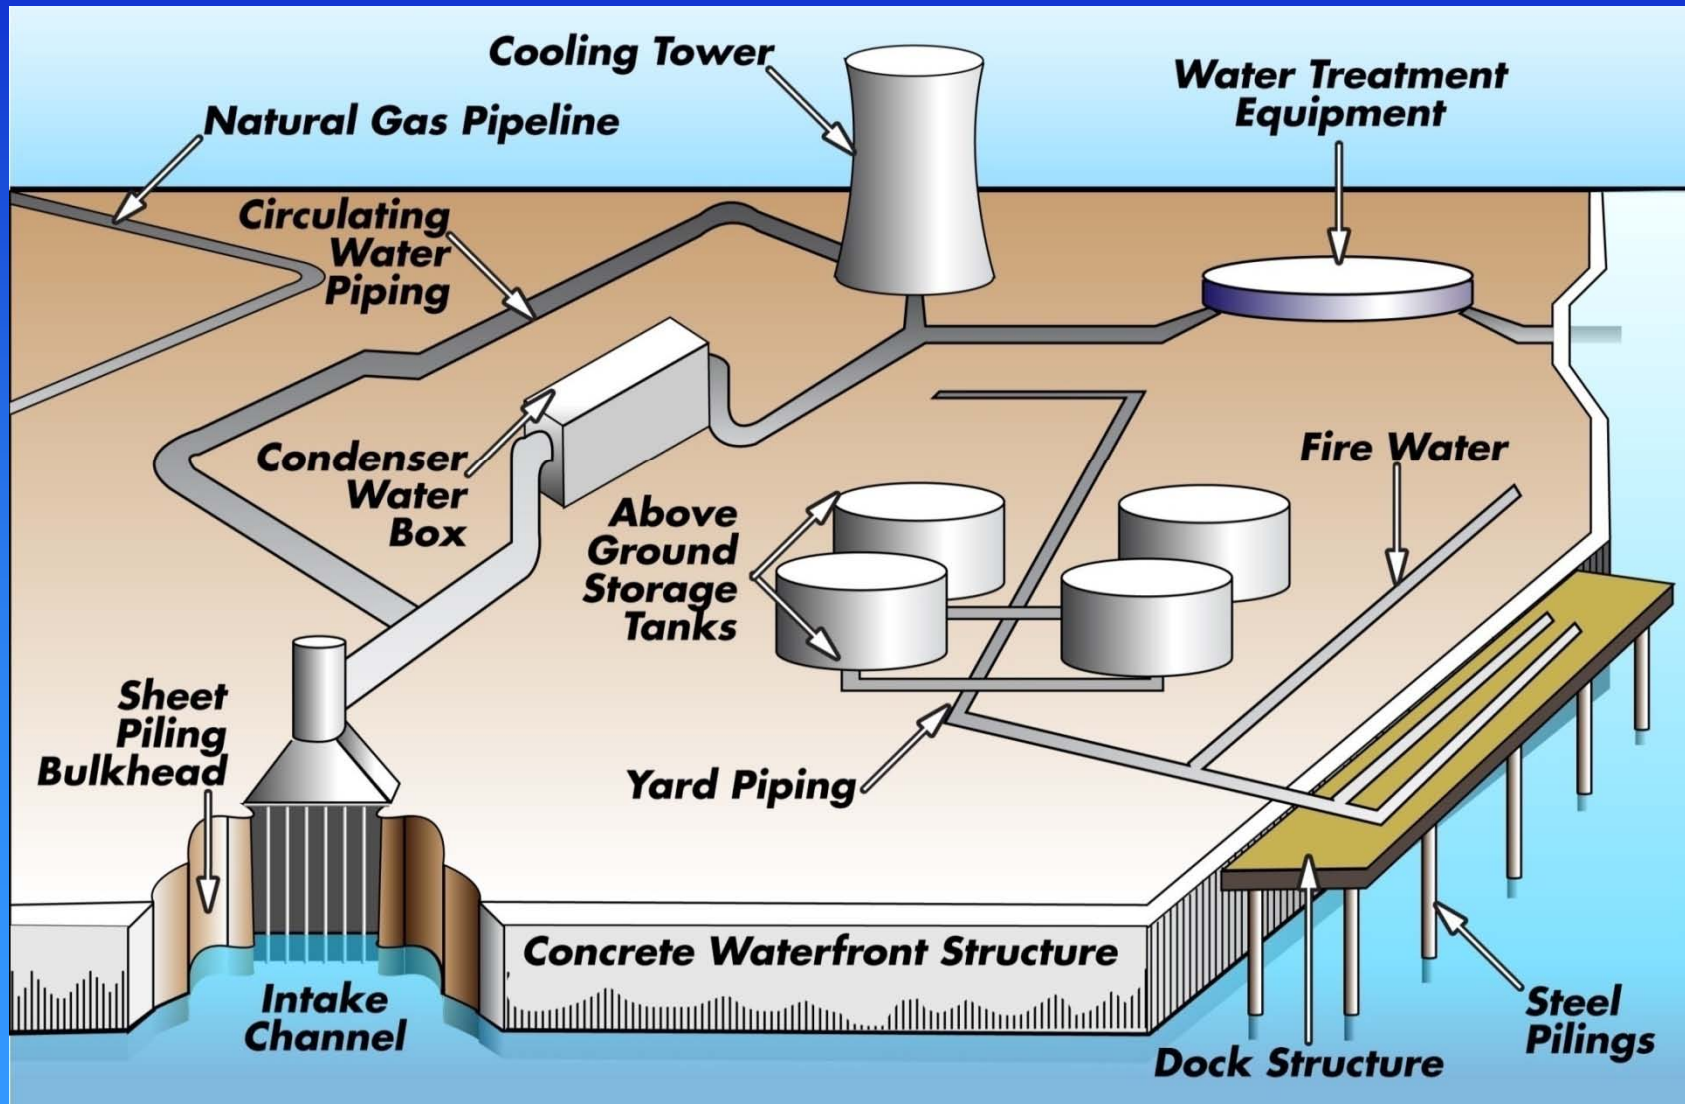 Cooling Tower
Water Treatment
Equipment
Natural Gas Pipeline
Circulating
Water
Piping
Condenser
Water
Box
Fire Water
Above
Ground
Storage
Tanks
Sheet
Piling
Bulkhead
Yard Piping
Concrete Waterfront Structure
Intake
Channel
Steel
Pilings
Dock Structure